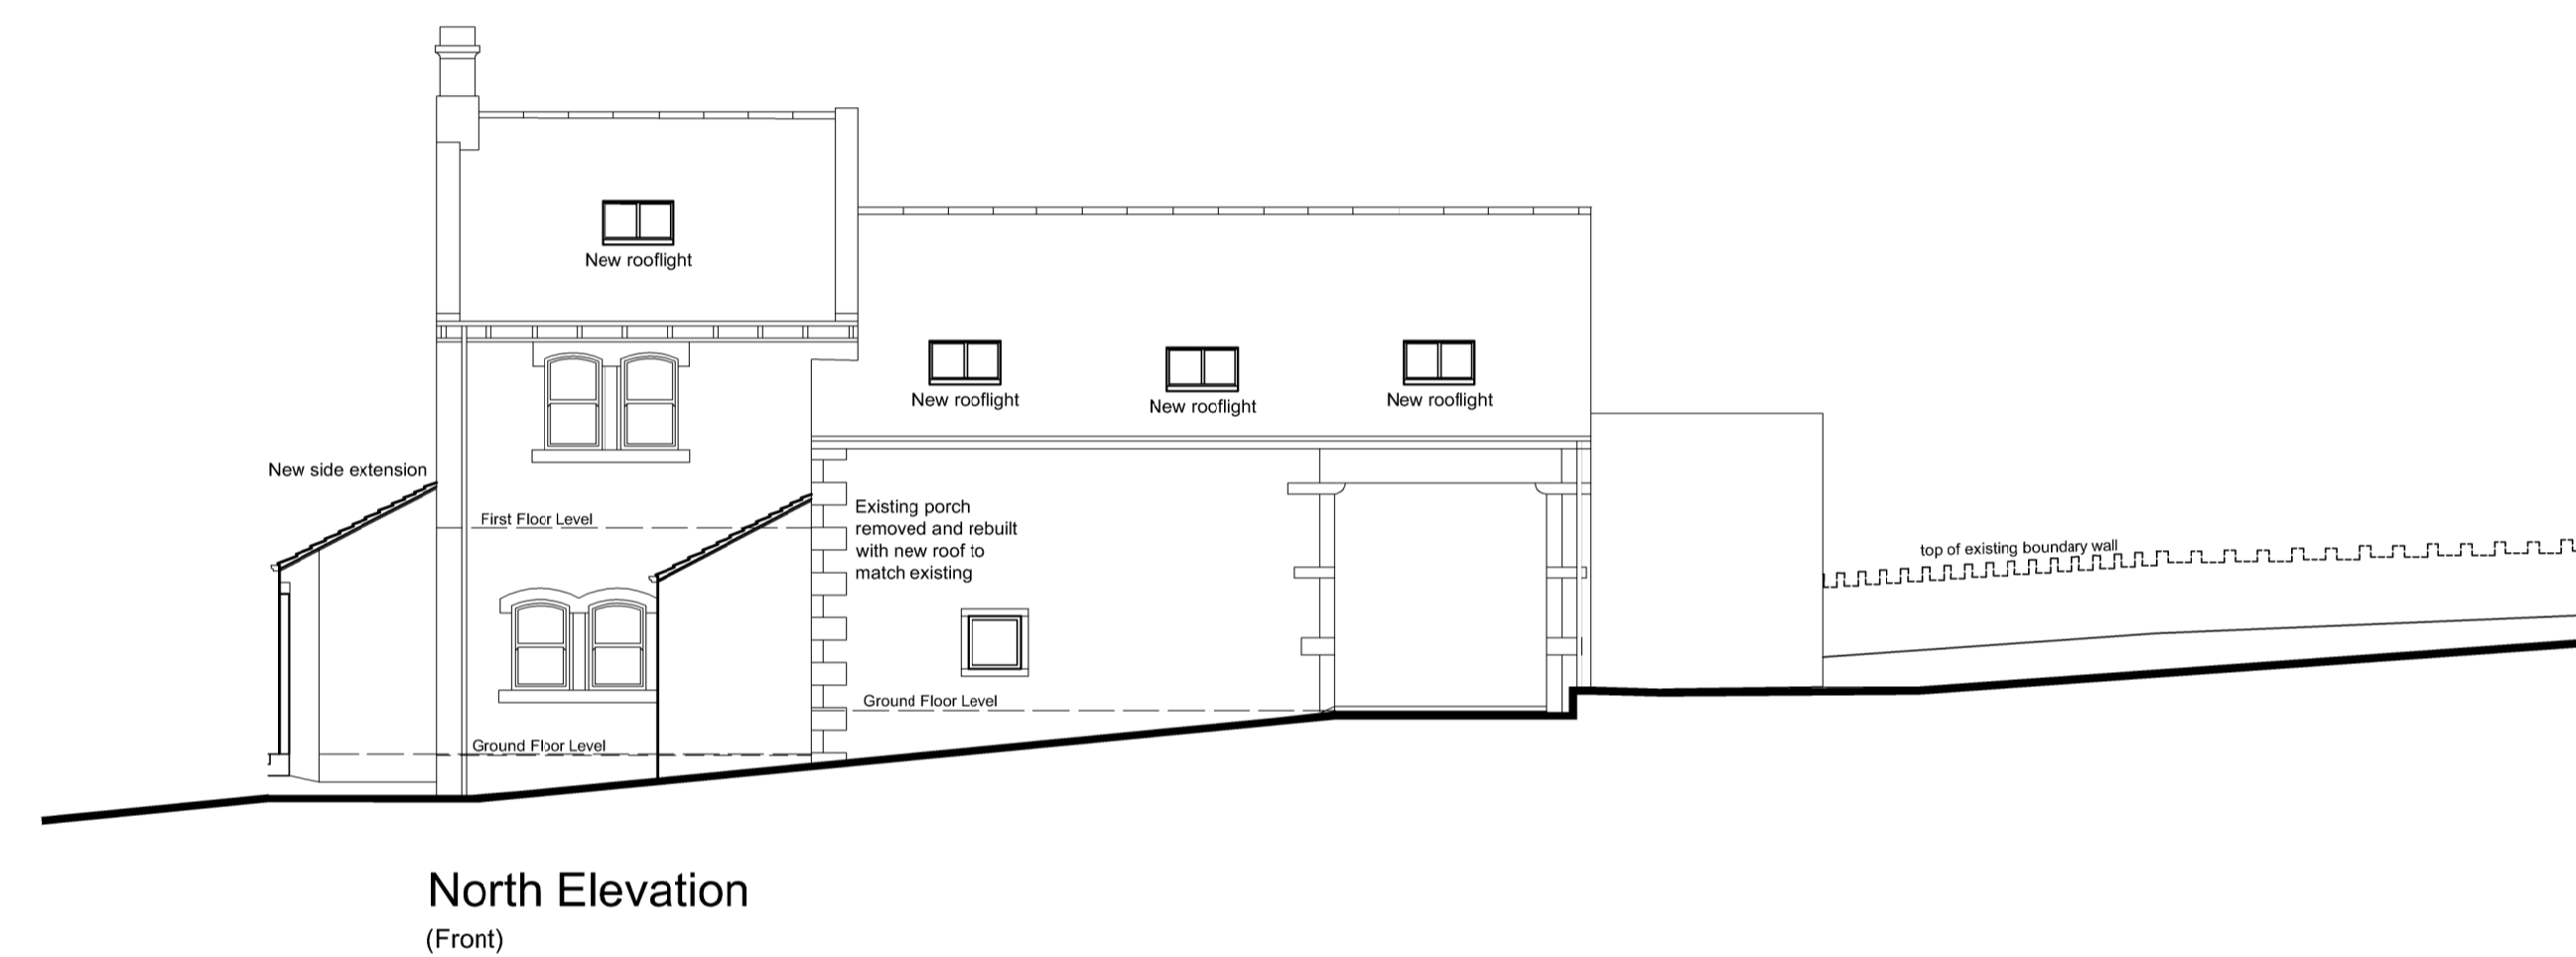 New rooflight
New rooflight
New rooflight
New rooflight
New side extension
First Floor Level
Existing porch
removed and rebuilt
with new roof to
match existing
top of existing boundary wall
Ground Floor Level
Ground Floor Level
North Elevation
(Front)